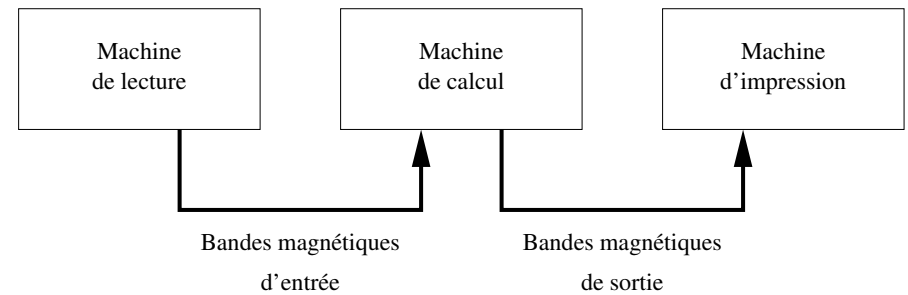 Machine
de lecture
Machine
de calcul
Machine
d'impression
Bandes magnétiques
d'entrée
Bandes magnétiques
de sortie